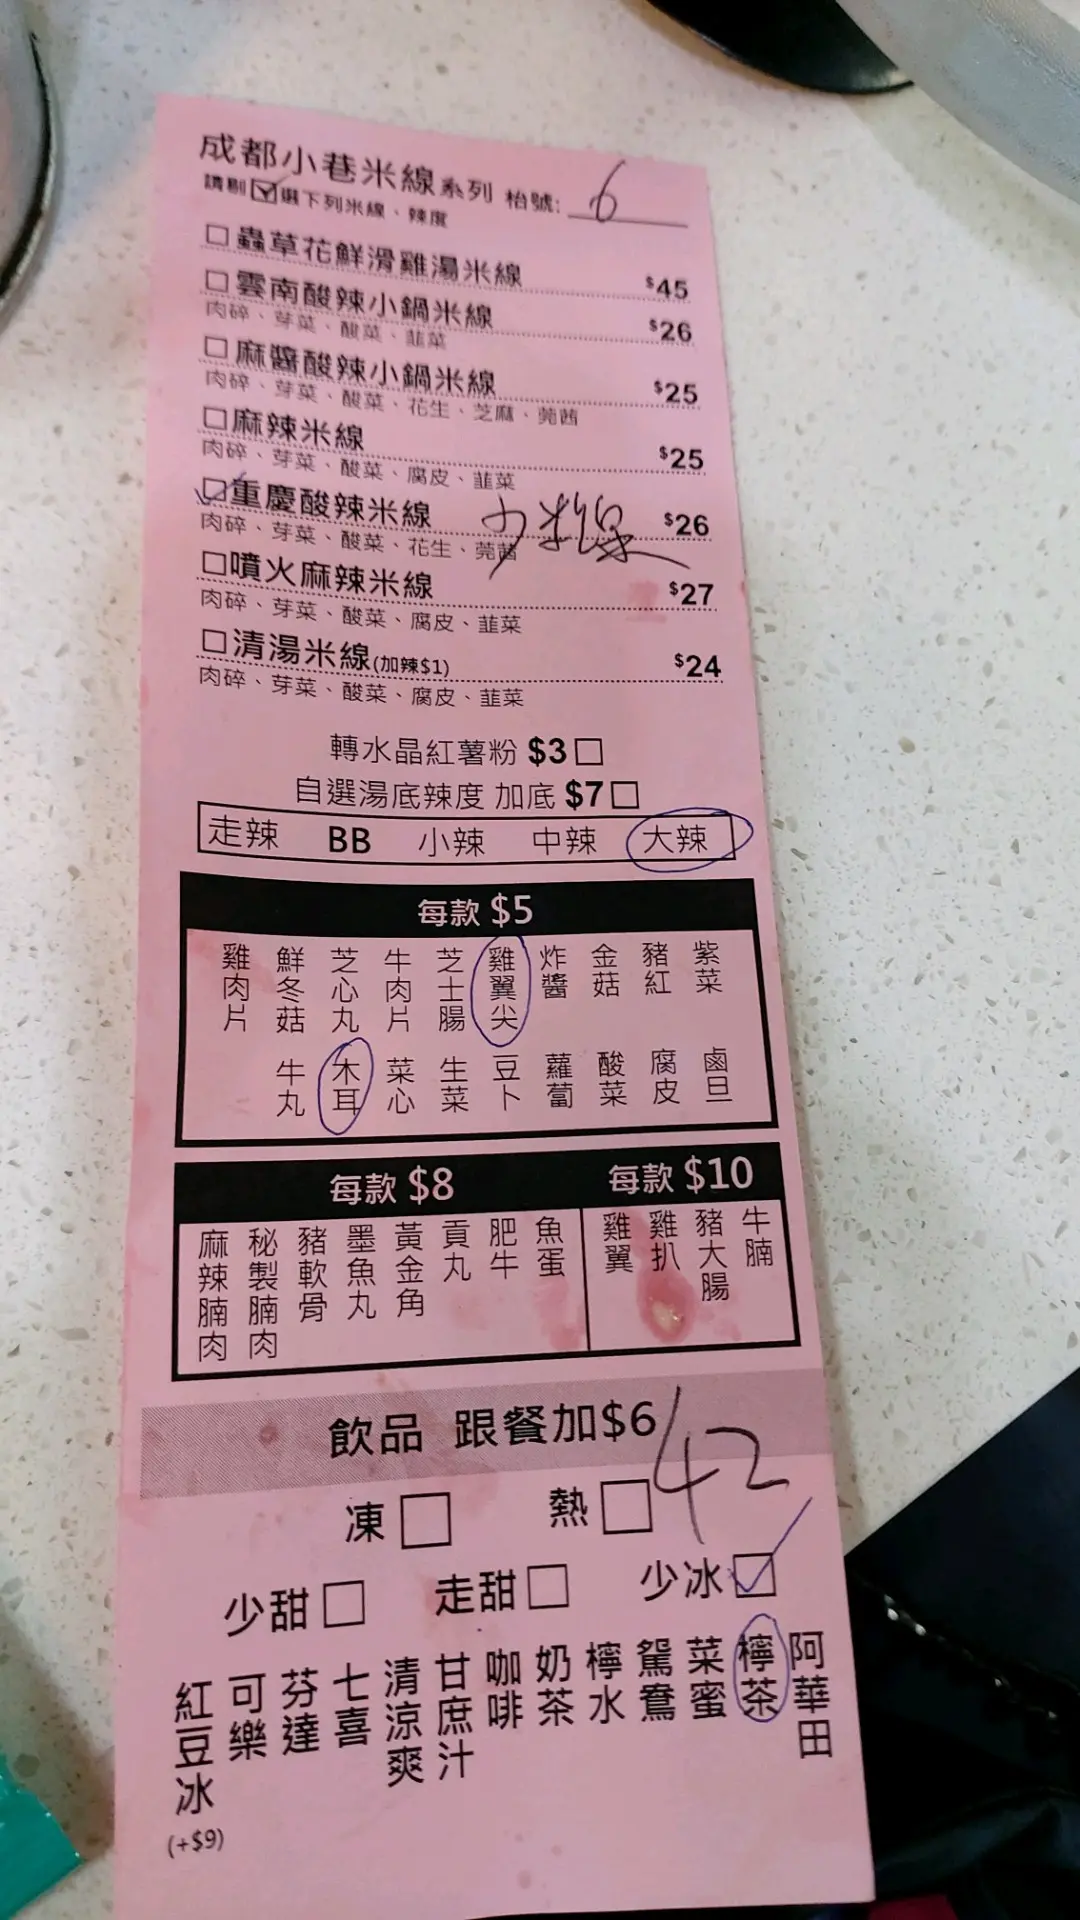 成都小巷米線系列 枱號: 6
請剔☑選下列米線、辣度
□蟲草花鮮滑雞湯米線 $45
□雲南酸辣小鍋米線 $26
肉碎、芽菜、酸菜、韮菜
□麻醬酸辣小鍋米線 $25
肉碎、芽菜、酸菜、花生、芝麻、莞茜
□麻辣米線 $25
肉碎、芽菜、酸菜、腐皮、韮菜
☑重慶酸辣米線 少米線 $26
肉碎、芽菜、酸菜、花生、莞茜
□噴火麻辣米線 $27
肉碎、芽菜、酸菜、腐皮、韮菜
□清湯米線(加辣$1) $24
肉碎、芽菜、酸菜、腐皮、韮菜
轉水晶紅薯粉 $3□
自選湯底辣度 加底 $7□
走辣 BB 小辣 中辣 大辣
每款 $5
雞肉片 鮮冬菇 芝心丸 牛肉片 芝士腸 雞翼尖 炸醬 金菇 豬紅 紫菜
牛丸 木耳 菜心 生菜 豆卜 蘿蔔 酸菜 腐皮 鹵旦
每款 $8 每款 $10
麻辣腩肉 秘製腩肉 豬軟骨 墨魚丸 黃金角 貢丸 肥牛 魚蛋 雞翼 雞扒 豬大腸 牛腩
飲品 跟餐加$6
42
凍□ 熱□
少甜□ 走甜□ 少冰☑
紅豆冰 可樂 芬達 七喜 清涼爽 甘庶汁 咖啡 奶茶 檸水 鴛鴦 菜蜜 檸茶 阿華田
(+$9)